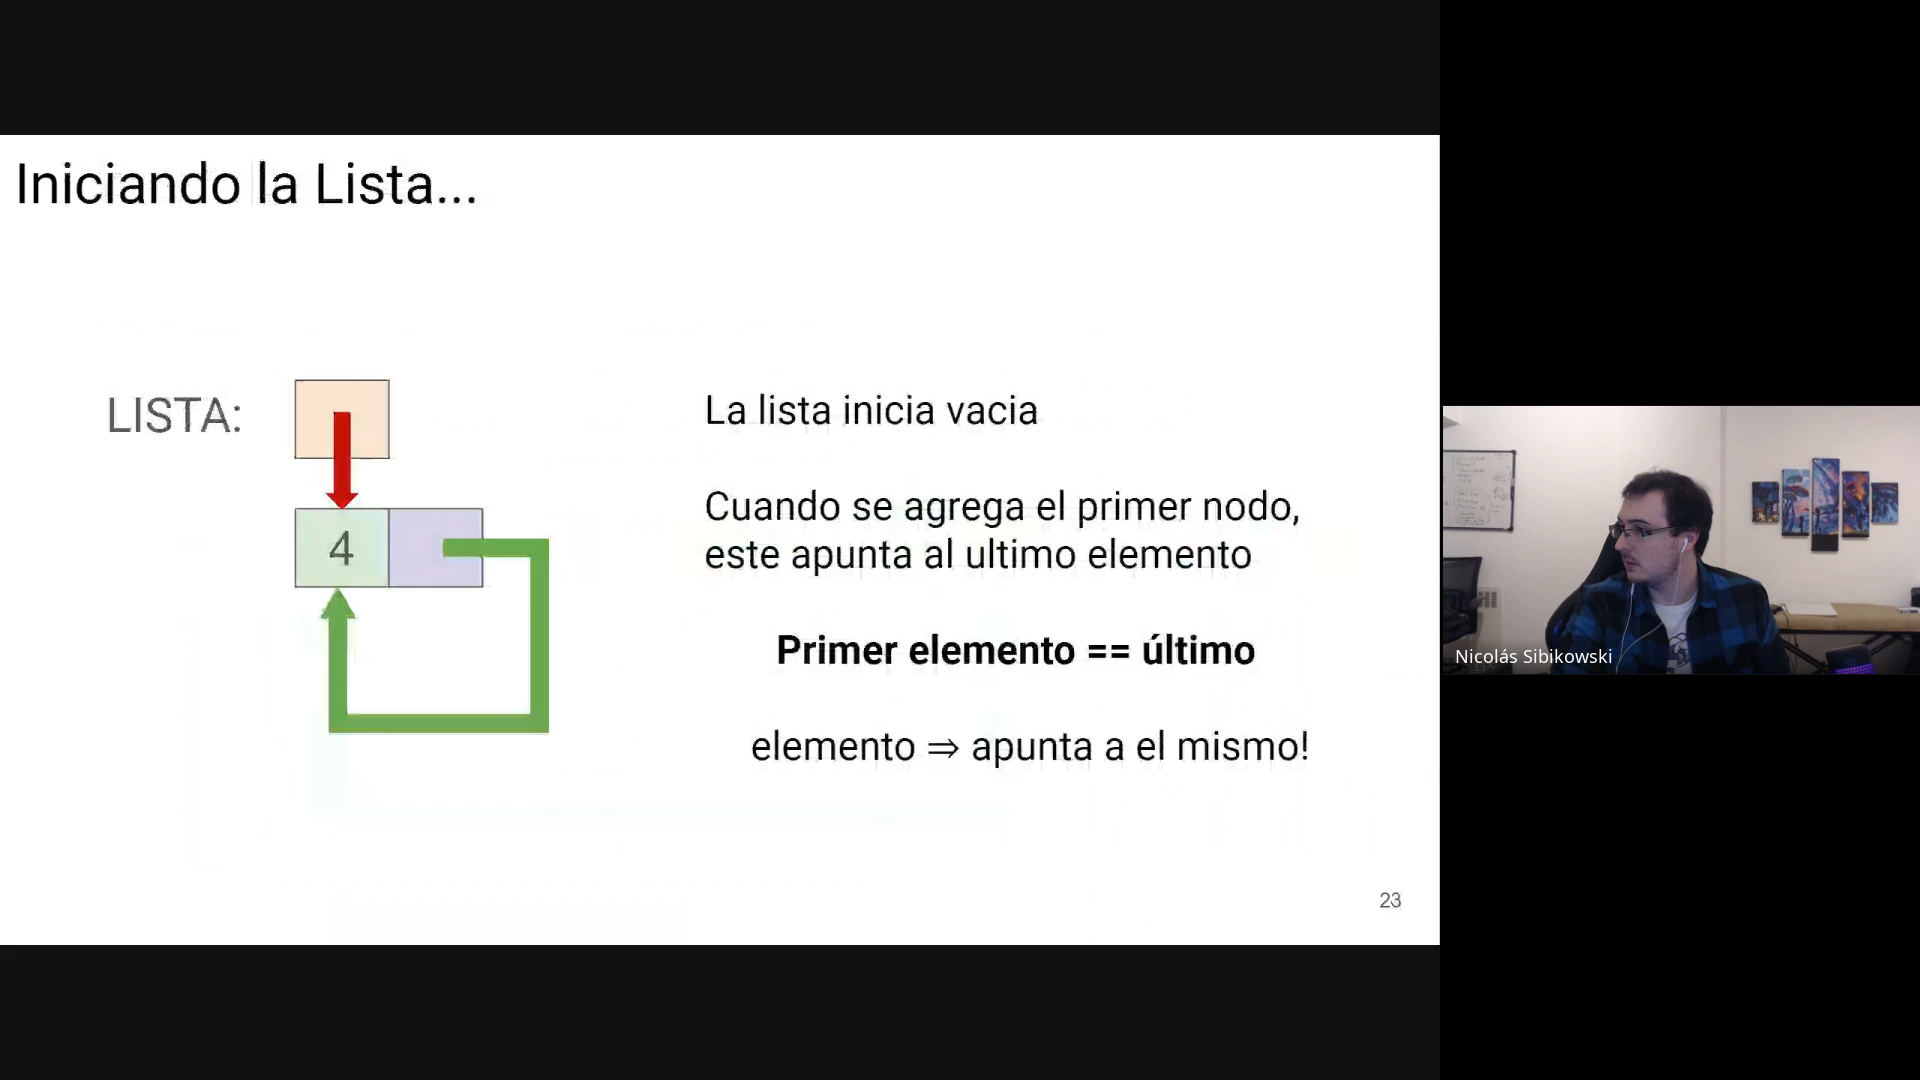 Iniciando la Lista...
LISTA:
4
La lista inicia vacia
Cuando se agrega el primer nodo,
este apunta al ultimo elemento
Primer elemento == último
elemento ⇒ apunta a el mismo!
23
Nicolás Sibikowski